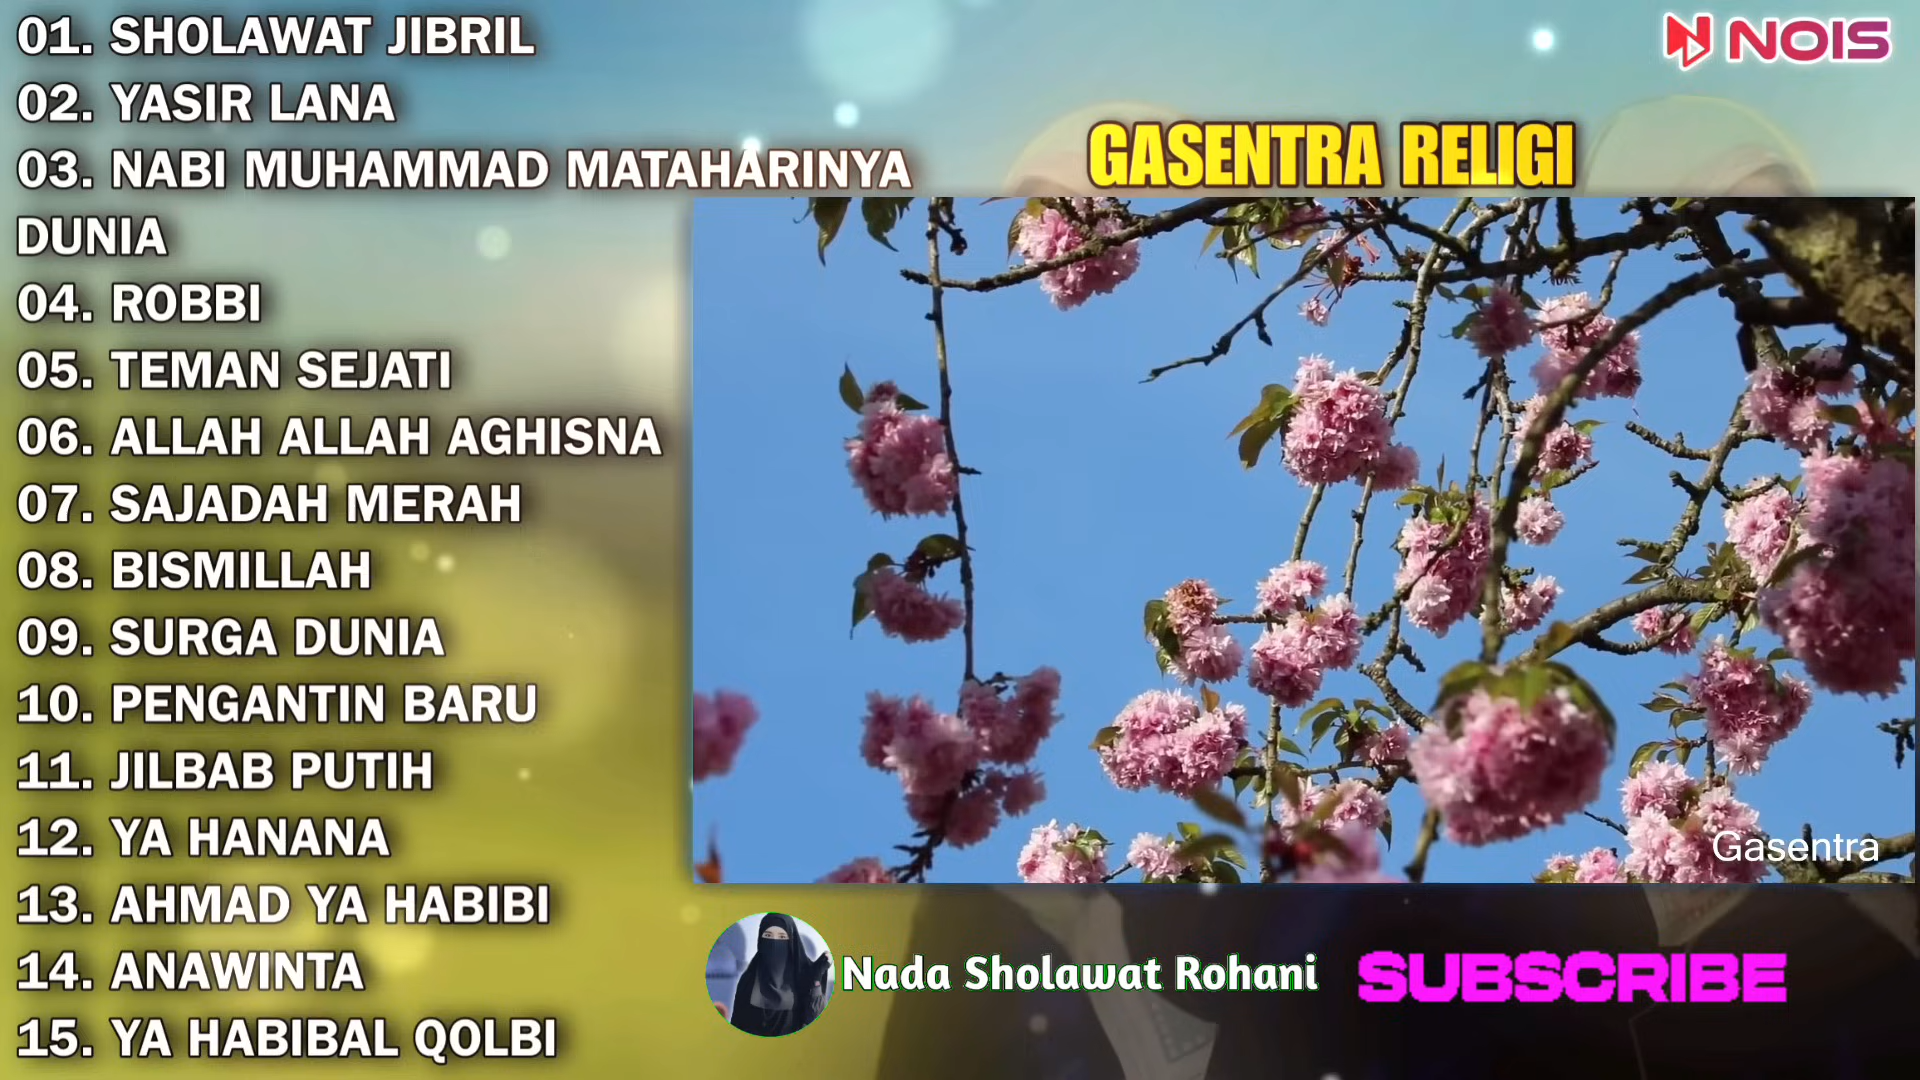 01. SHOLAWAT JIBRIL
02. YASIR LANA
03. NABI MUHAMMAD MATAHARINYA
DUNIA
04. ROBBI
05. TEMAN SEJATI
06. ALLAH ALLAH AGHISNA
07. SAJADAH MERAH
08. BISMILLAH
09. SURGA DUNIA
10. PENGANTIN BARU
11. JILBAB PUTIH
12. YA HANANA
13. AHMAD YA HABIBI
14. ANAWINTA
15. YA HABIBAL QOLBI
NOIS
GASENTRA RELIGI
Gasentra
Nada Sholawat Rohani
SUBSCRIBE